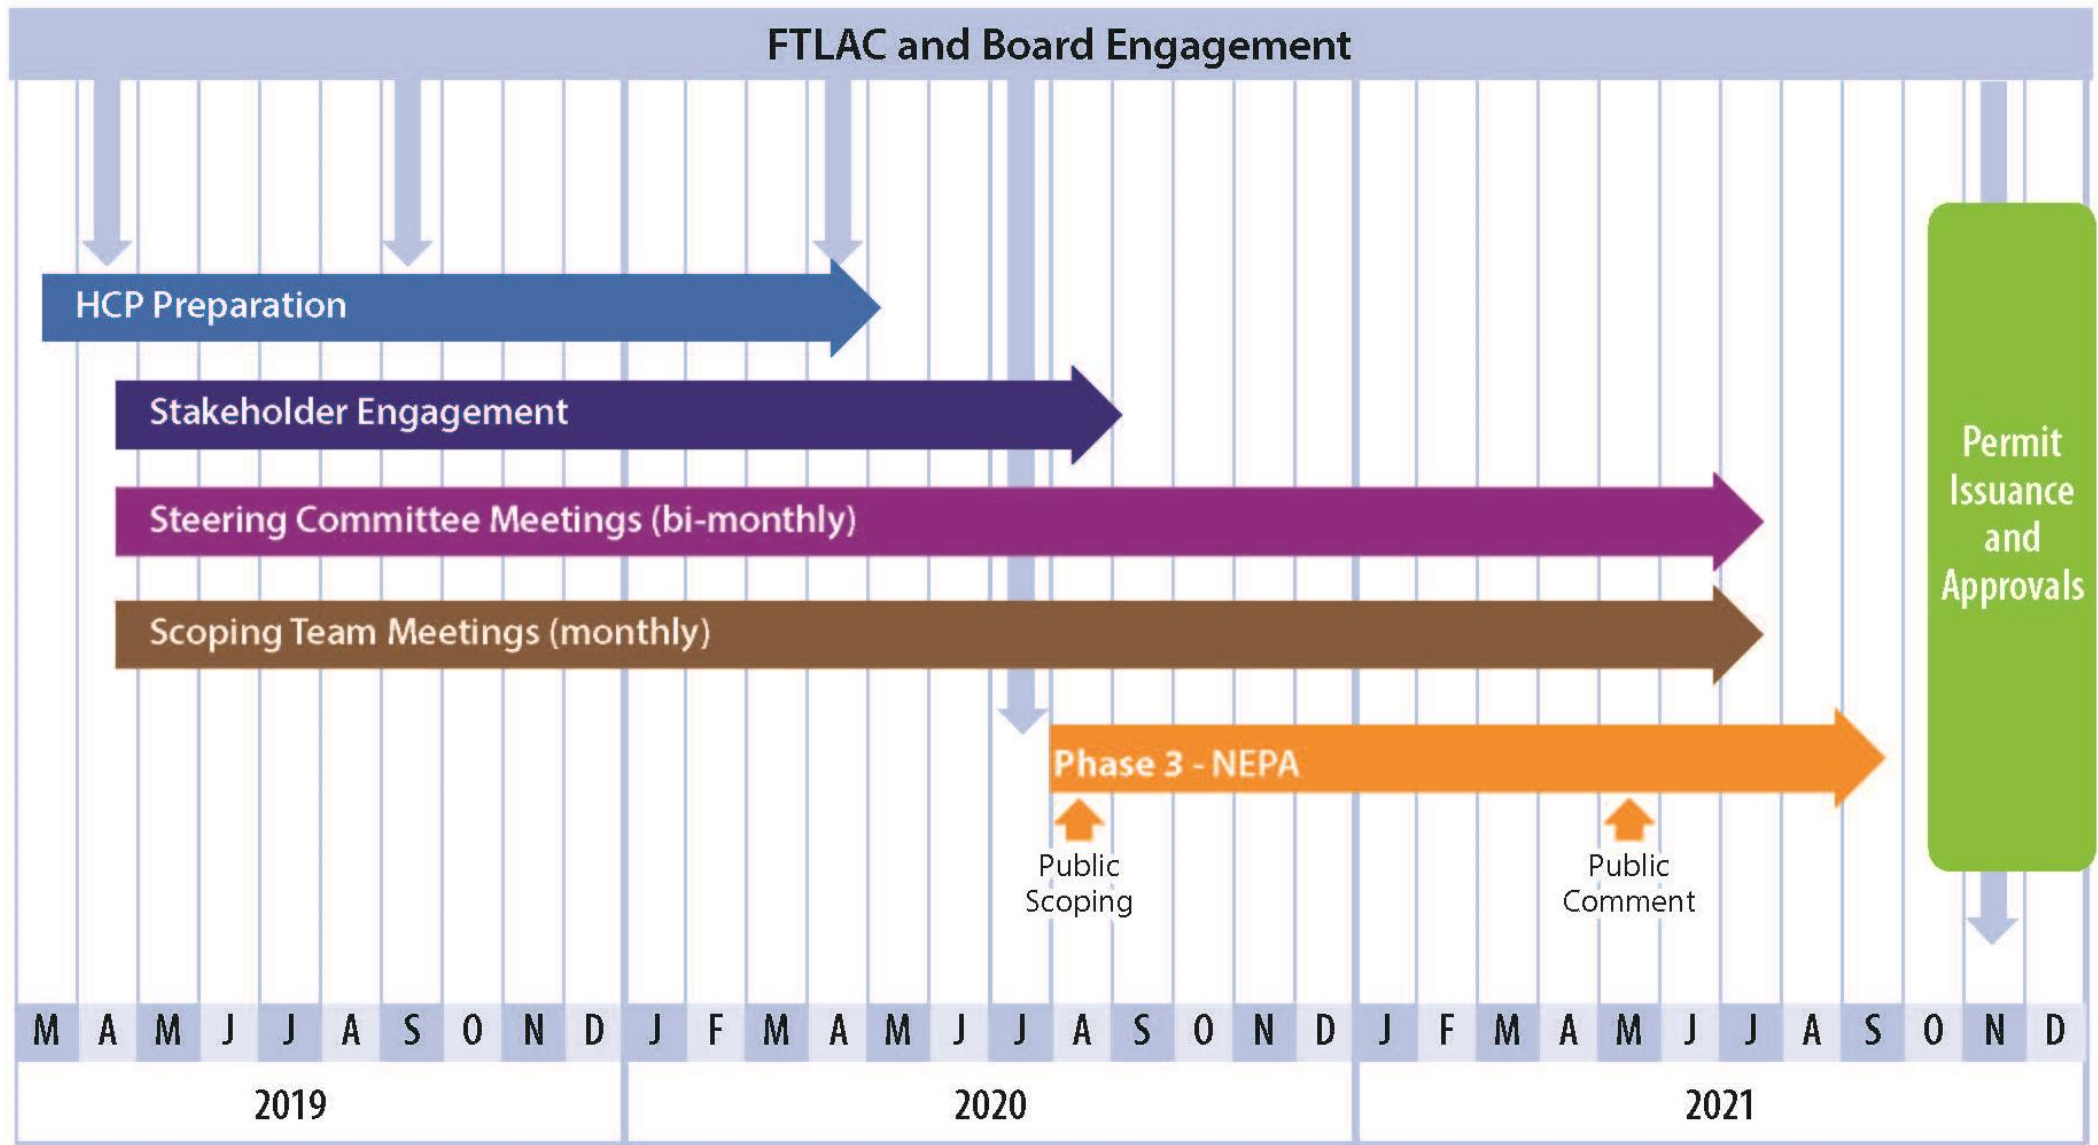 FTLAC and Board Engagement
HCP Preparation
Stakeholder Engagement
Steering Committee Meetings (bi-monthly)
Scoping Team Meetings (monthly)
Phase 3 - NEPA
Public
Scoping
Public
Comment
Permit
Issuance
and
Approvals
M A M J J A S O N D J F M A M J J A S O N D J F M A M J J A S O N D
2019 2020 2021